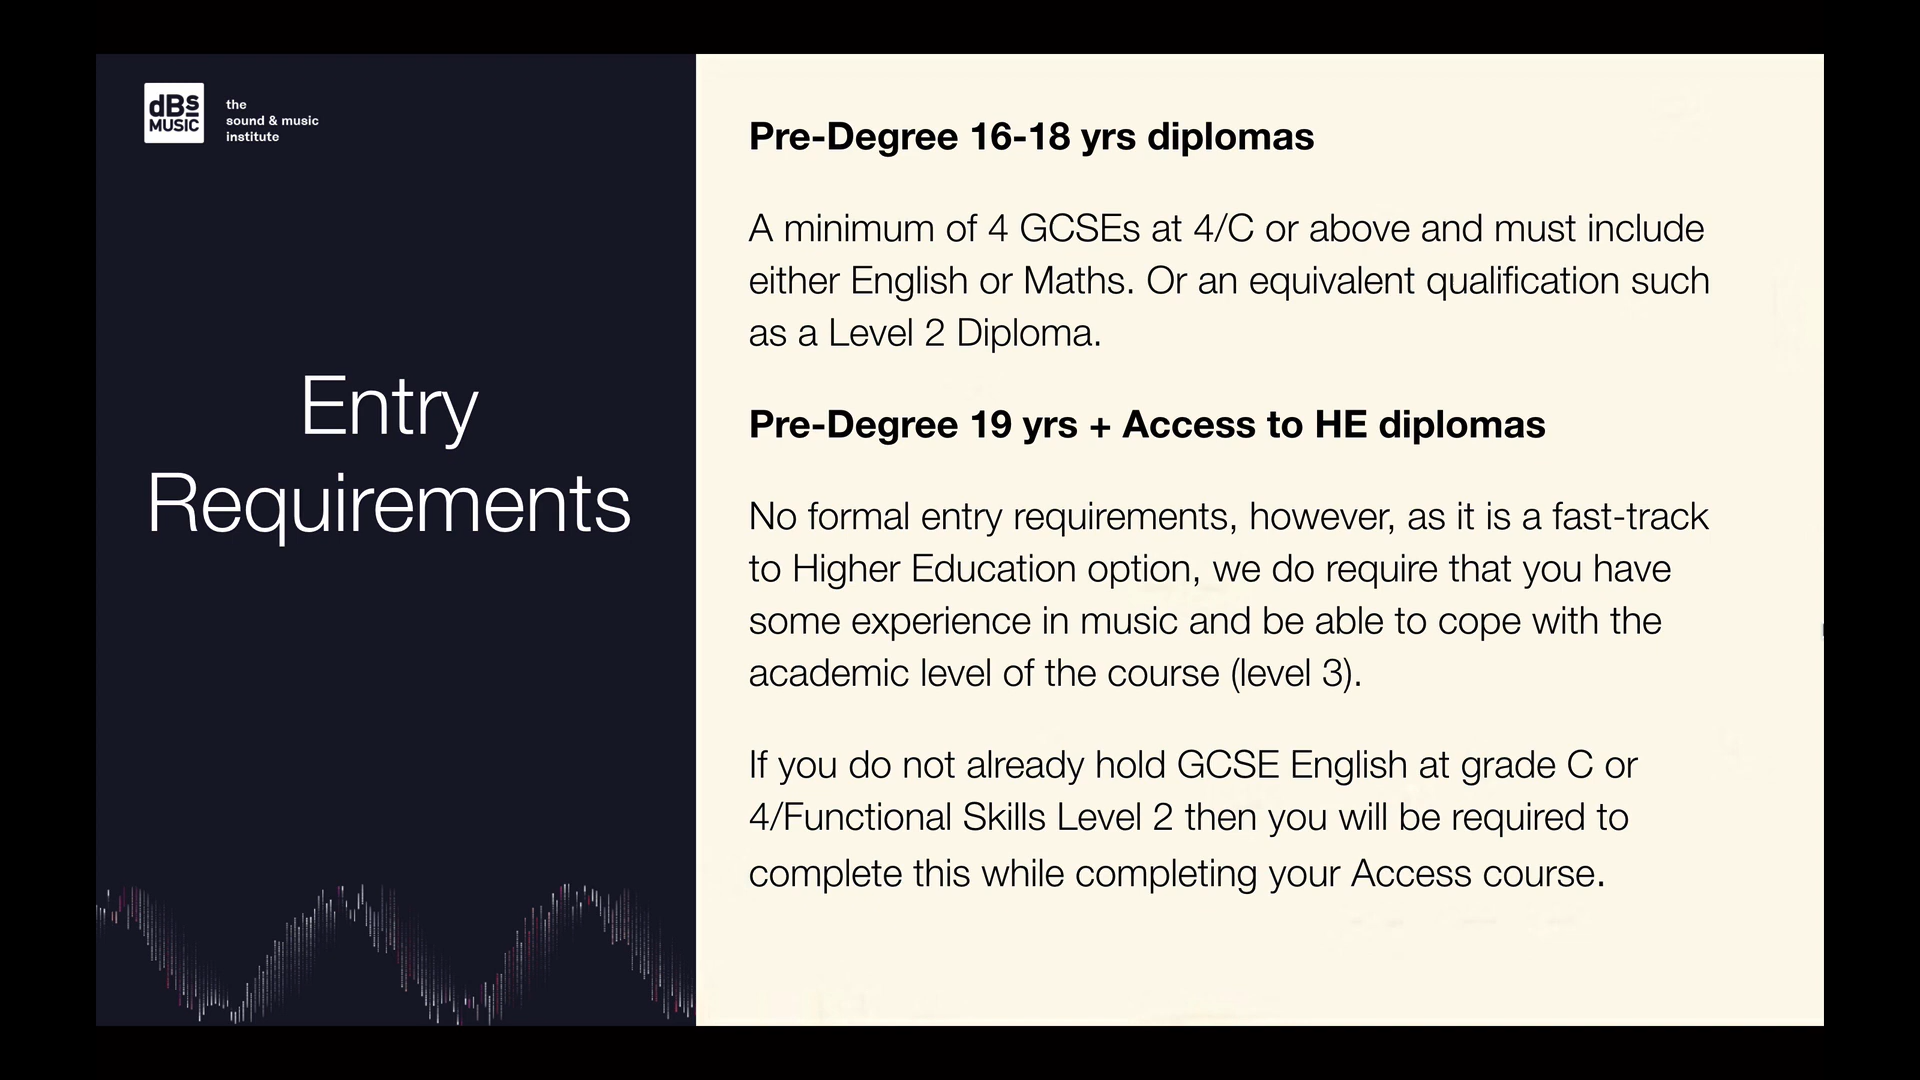 dBs
MUSIC
the
sound & music
institute
Entry
Requirements
Pre-Degree 16-18 yrs diplomas
A minimum of 4 GCSEs at 4/C or above and must include
either English or Maths. Or an equivalent qualification such
as a Level 2 Diploma.
Pre-Degree 19 yrs + Access to HE diplomas
No formal entry requirements, however, as it is a fast-track
to Higher Education option, we do require that you have
some experience in music and be able to cope with the
academic level of the course (level 3).
If you do not already hold GCSE English at grade C or
4/Functional Skills Level 2 then you will be required to
complete this while completing your Access course.